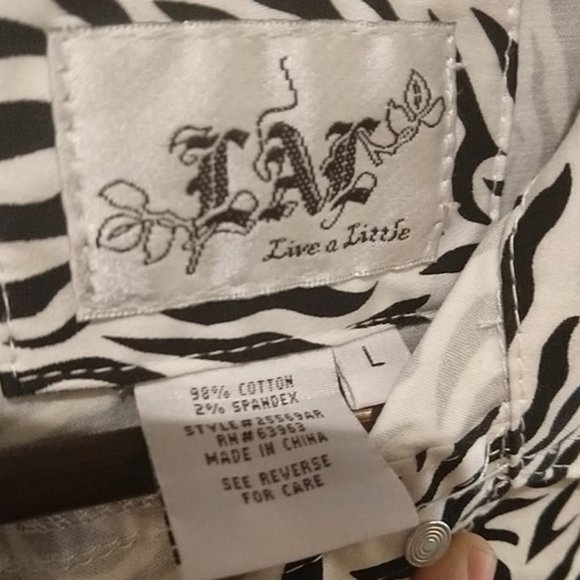 LAL
Live a Little
L
98% COTTON
2% SPANDEX
STYLE#25569AR
RN#63963
MADE IN CHINA
SEE REVERSE
FOR CARE